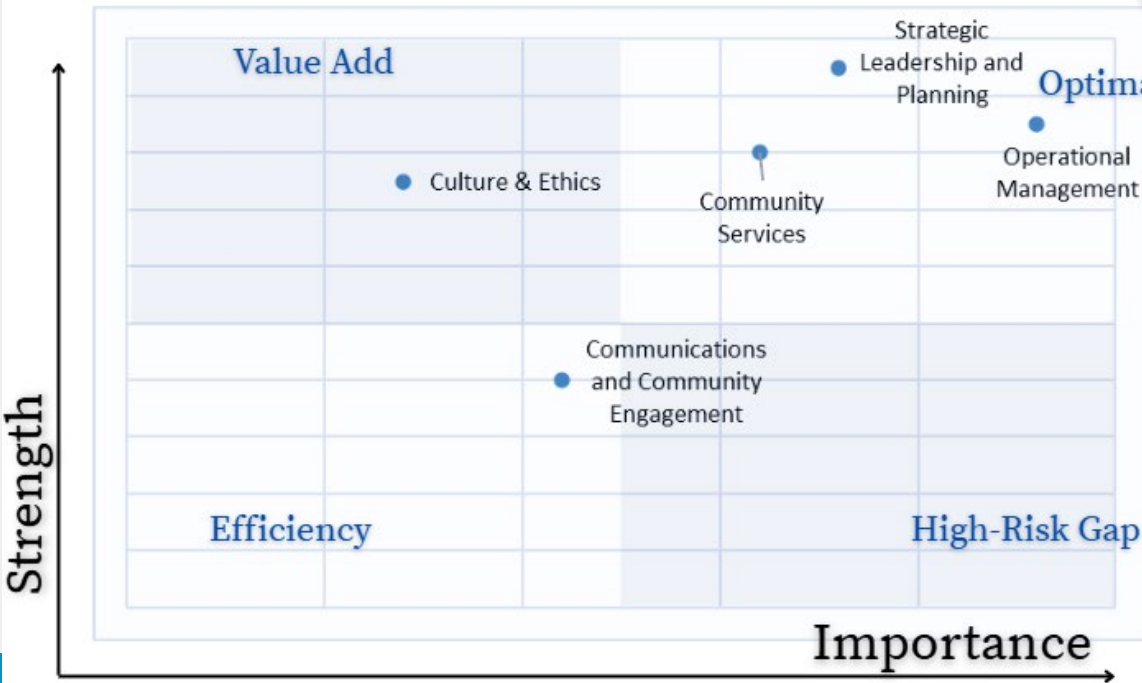 Strategic
Leadership and
Planning
Value Add
Optima
Operational
Management
Culture & Ethics
Community
Services
Communications
and Community
Engagement
Strength
Efficiency
High-Risk Gap
Importance